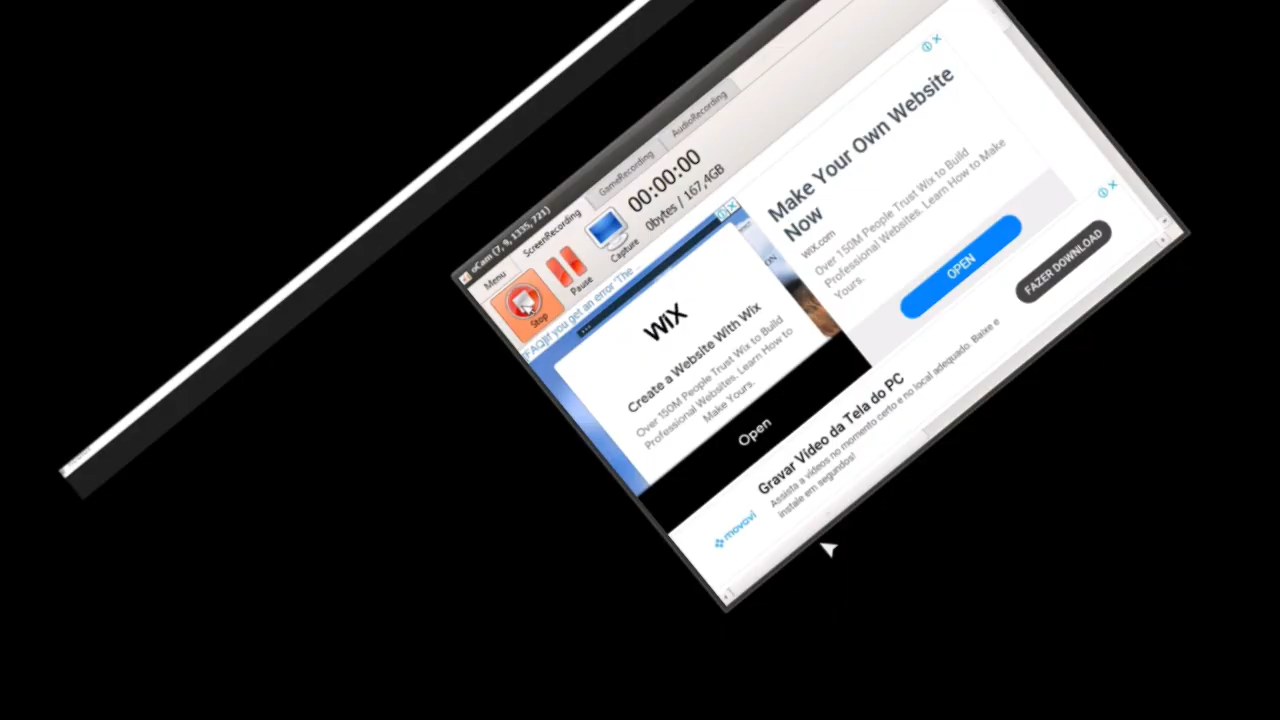 oCam (7, 9, 1335, 721)
Menu
ScreenRecording
GameRecording
AudioRecording
Stop
Pause
Capture
00:00:00
0bytes / 167,4GB
[FAQ]If you get an error "The ...
WIX
Create a Website With Wix
Over 150M People Trust Wix to Build
Professional Websites. Learn How to
Make Yours.
Open
Make Your Own Website
Now
wix.com
Over 150M People Trust Wix to Build
Professional Websites. Learn How to Make
Yours.
OPEN
movavi
Gravar Vídeo da Tela do PC
Assista a vídeos no momento certo e no local adequado. Baixe e
instale em segundos!
FAZER DOWNLOAD